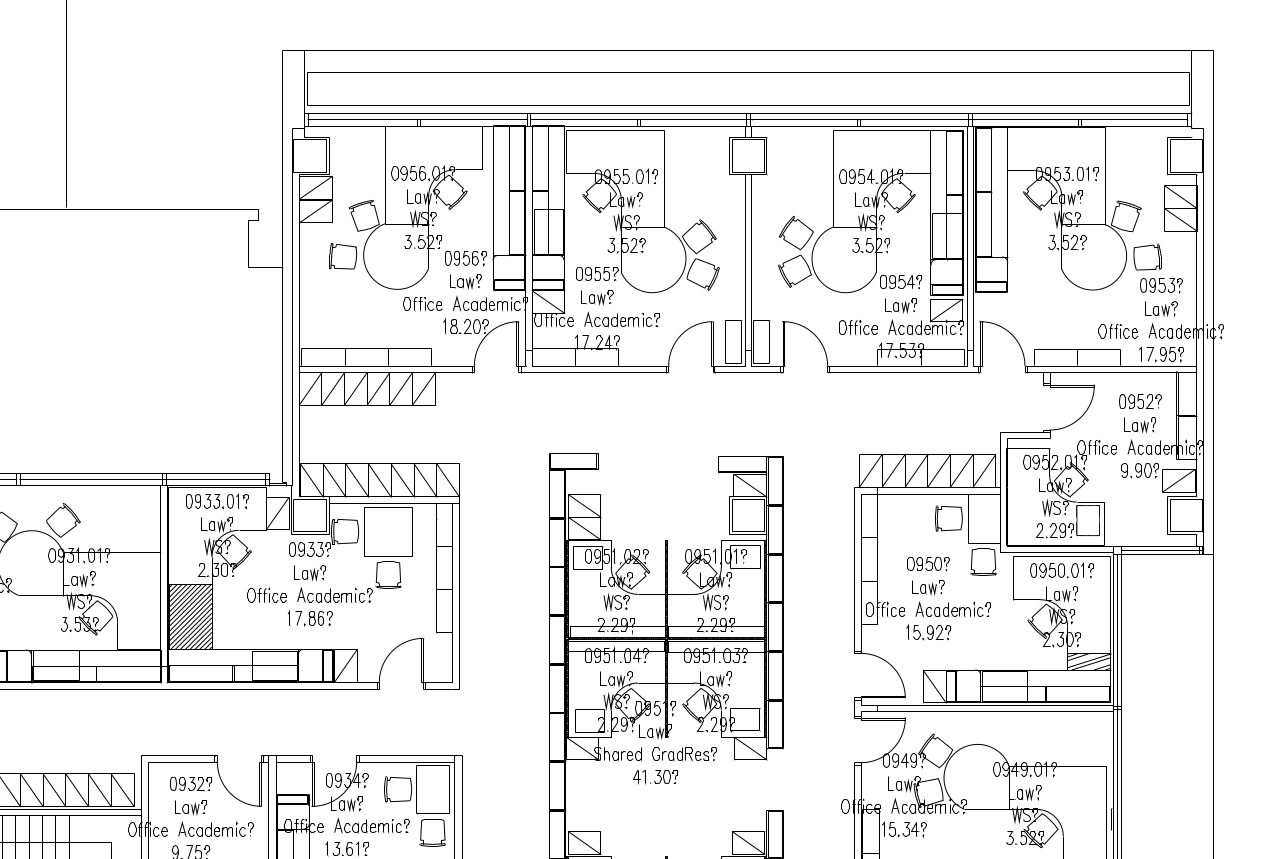 0956.01?
Law?
WS?
3.52?
0956?
Law?
Office Academic?
18.20?
0955.01?
Law?
WS?
3.52?
0955?
Law?
Office Academic?
17.24?
0954.01?
Law?
WS?
3.52?
0954?
Law?
Office Academic?
17.53?
0953.01?
Law?
WS?
3.52?
0953?
Law?
Office Academic?
17.95?
0952?
Law?
Office Academic?
9.90?
0952.01?
Law?
WS?
2.29?
0933.01?
Law?
WS?
2.30?
0933?
Law?
Office Academic?
17.86?
0931.01?
Law?
WS?
3.53?
0951.02?
Law?
WS?
2.29?
0951.01?
Law?
WS?
2.29?
0951.04?
Law?
WS?
2.29?
0951.03?
Law?
WS?
2.29?
0951?
Law?
Shared GradRes?
41.30?
0950?
Law?
Office Academic?
15.92?
0950.01?
Law?
WS?
2.30?
0949?
Law?
Office Academic?
15.34?
0949.01?
Law?
WS?
3.52?
0932?
Law?
Office Academic?
9.75?
0934?
Law?
Office Academic?
13.61?